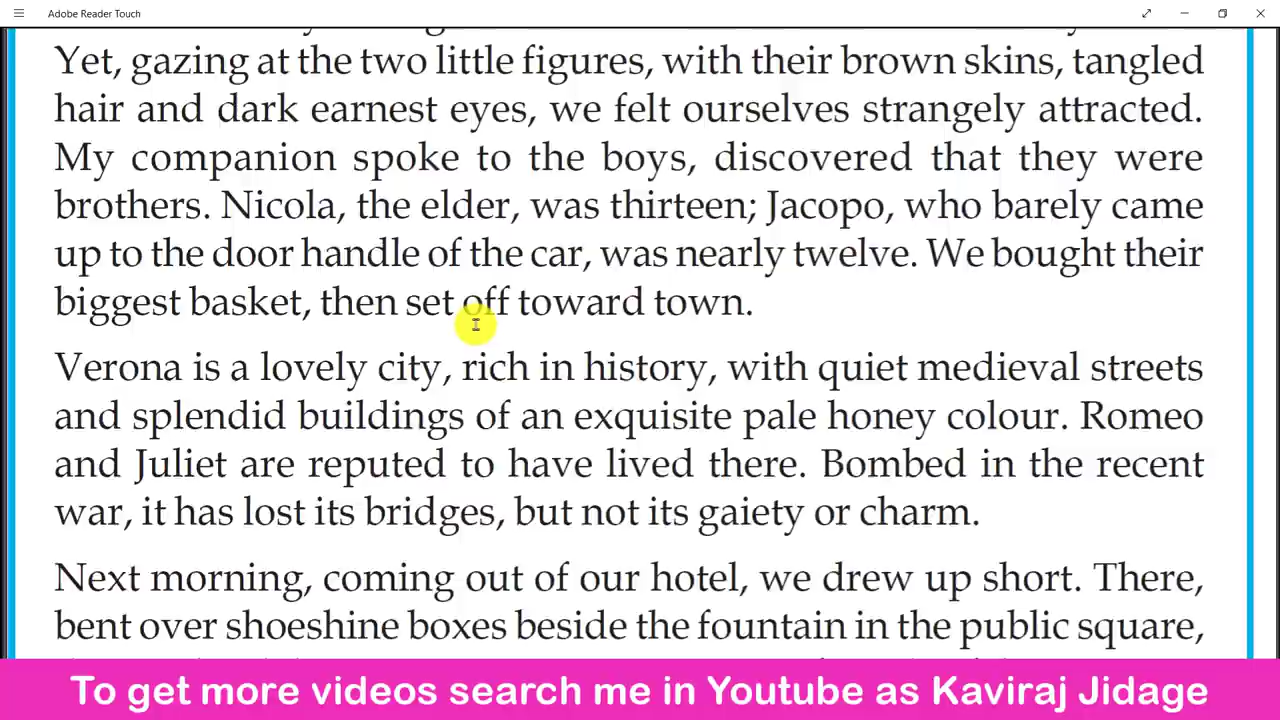 Adobe Reader Touch
Yet, gazing at the two little figures, with their brown skins, tangled
hair and dark earnest eyes, we felt ourselves strangely attracted.
My companion spoke to the boys, discovered that they were
brothers. Nicola, the elder, was thirteen; Jacopo, who barely came
up to the door handle of the car, was nearly twelve. We bought their
biggest basket, then set off toward town.
Verona is a lovely city, rich in history, with quiet medieval streets
and splendid buildings of an exquisite pale honey colour. Romeo
and Juliet are reputed to have lived there. Bombed in the recent
war, it has lost its bridges, but not its gaiety or charm.
Next morning, coming out of our hotel, we drew up short. There,
bent over shoeshine boxes beside the fountain in the public square,
To get more videos search me in Youtube as Kaviraj Jidage